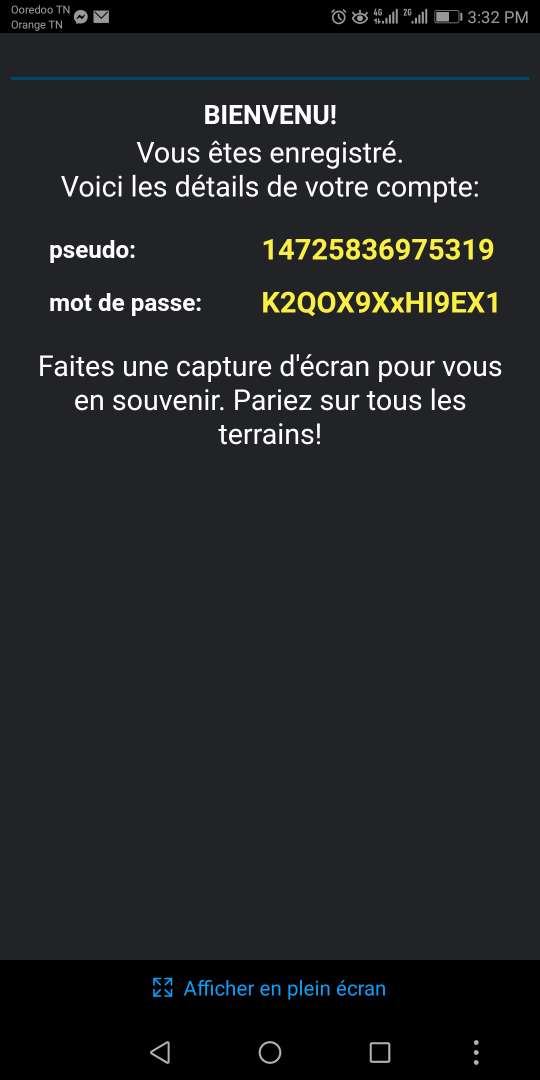 Ooredoo TN
Orange TN
4G 2G 3:32 PM
BIENVENU!
Vous êtes enregistré.
Voici les détails de votre compte:
pseudo: 14725836975319
mot de passe: K2QOX9XxHI9EX1
Faites une capture d'écran pour vous
en souvenir. Pariez sur tous les
terrains!
Afficher en plein écran